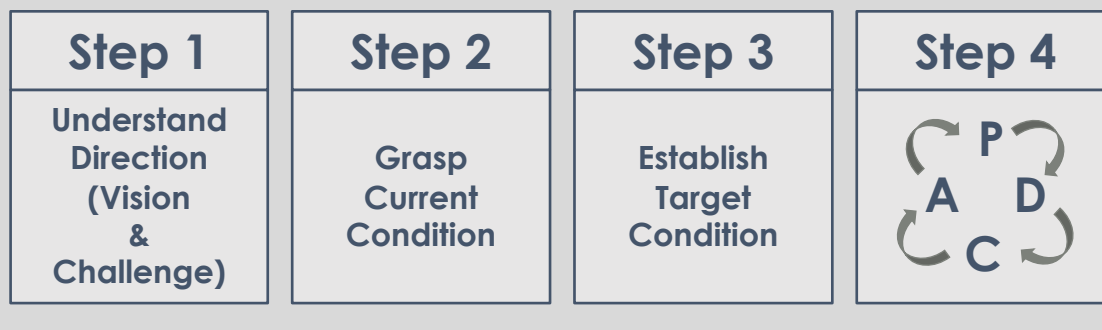 Step 1
Understand
Direction
(Vision
&
Challenge)
Step 2
Grasp
Current
Condition
Step 3
Establish
Target
Condition
Step 4
P
A D
C